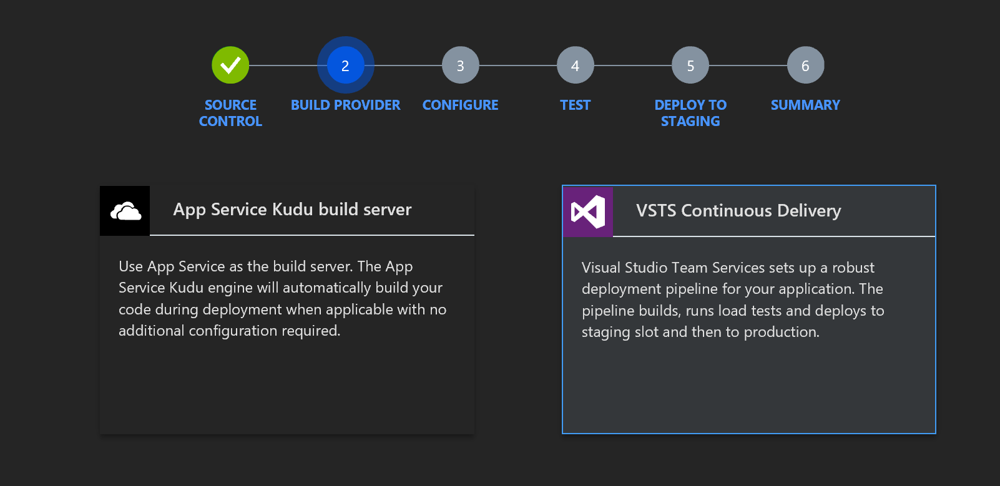 2
3
4
5
6
SOURCE
CONTROL
BUILD PROVIDER
CONFIGURE
TEST
DEPLOY TO
STAGING
SUMMARY
App Service Kudu build server
Use App Service as the build server. The App
Service Kudu engine will automatically build your
code during deployment when applicable with no
additional configuration required.
VSTS Continuous Delivery
Visual Studio Team Services sets up a robust
deployment pipeline for your application. The
pipeline builds, runs load tests and deploys to
staging slot and then to production.